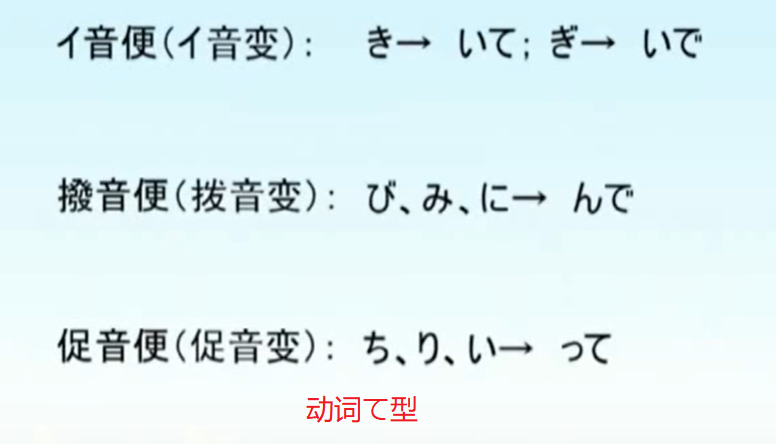 イ音便(イ音变): き→ いて; ぎ→ いで
撥音便(拨音变): び、み、に→ んで
促音便(促音变): ち、り、い→ って
动词て型